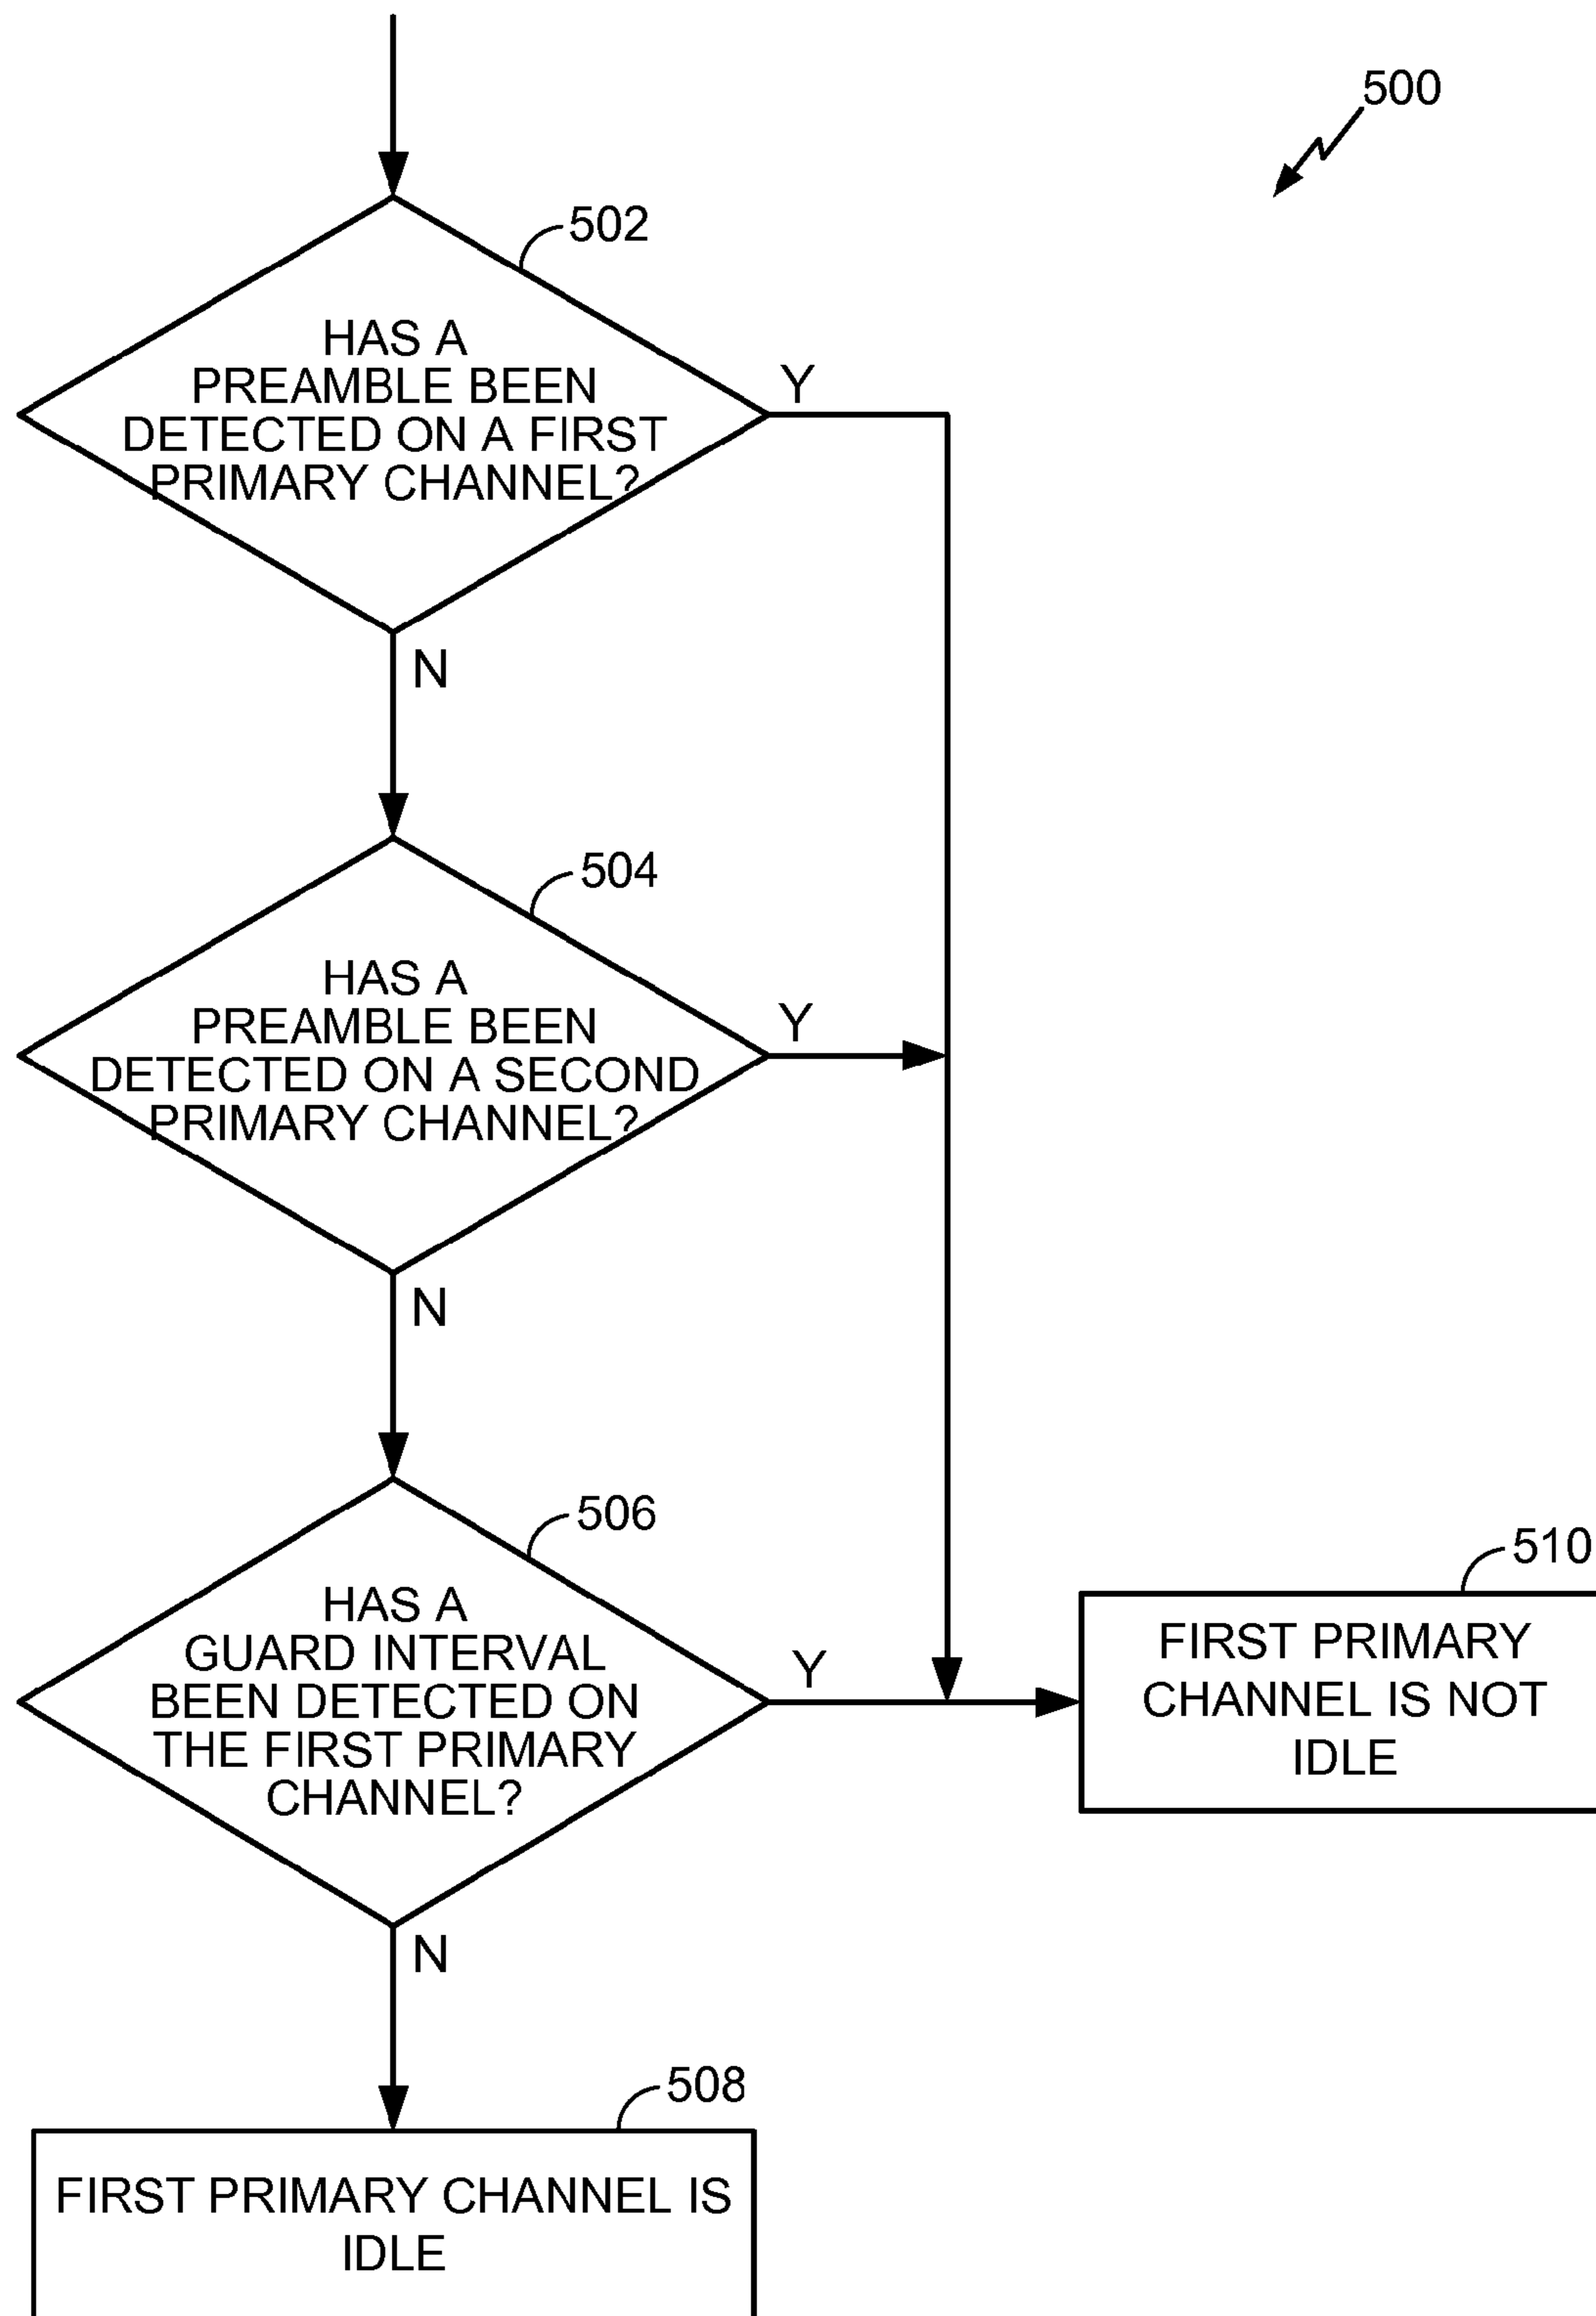 500
502
HAS A
PREAMBLE BEEN
DETECTED ON A FIRST
PRIMARY CHANNEL?
Y
N
504
HAS A
PREAMBLE BEEN
DETECTED ON A SECOND
PRIMARY CHANNEL?
Y
N
506
HAS A
GUARD INTERVAL
BEEN DETECTED ON
THE FIRST PRIMARY
CHANNEL?
Y
510
FIRST PRIMARY
CHANNEL IS NOT
IDLE
N
508
FIRST PRIMARY CHANNEL IS
IDLE